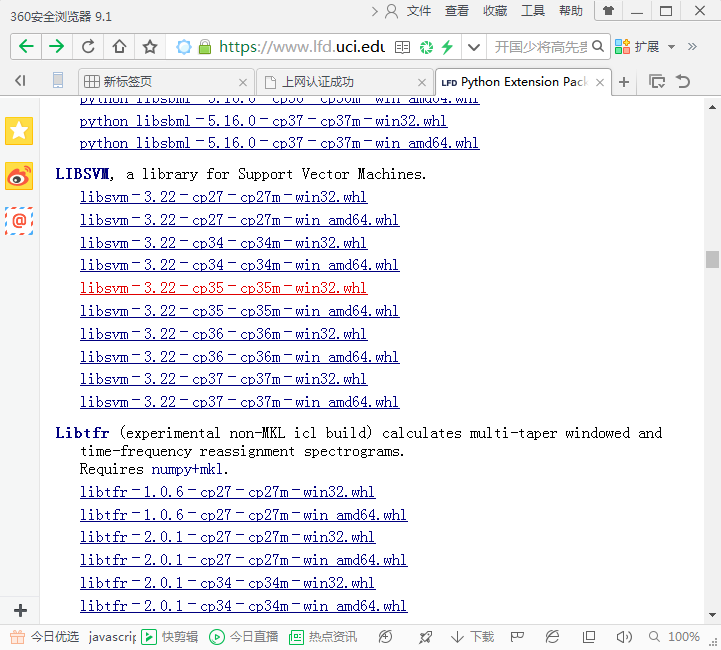 360安全浏览器 9.1
文件 查看 收藏 工具 帮助
https://www.lfd.uci.edu
开国少将高先贵
扩展
新标签页
上网认证成功
LFD Python Extension Pack
python_libsbml‑5.16.0‑cp36‑cp36m‑win_amd64.whl
python_libsbml‑5.16.0‑cp37‑cp37m‑win32.whl
python_libsbml‑5.16.0‑cp37‑cp37m‑win_amd64.whl
LIBSVM, a library for Support Vector Machines.
libsvm‑3.22‑cp27‑cp27m‑win32.whl
libsvm‑3.22‑cp27‑cp27m‑win_amd64.whl
libsvm‑3.22‑cp34‑cp34m‑win32.whl
libsvm‑3.22‑cp34‑cp34m‑win_amd64.whl
libsvm‑3.22‑cp35‑cp35m‑win32.whl
libsvm‑3.22‑cp35‑cp35m‑win_amd64.whl
libsvm‑3.22‑cp36‑cp36m‑win32.whl
libsvm‑3.22‑cp36‑cp36m‑win_amd64.whl
libsvm‑3.22‑cp37‑cp37m‑win32.whl
libsvm‑3.22‑cp37‑cp37m‑win_amd64.whl
Libtfr (experimental non-MKL icl build) calculates multi-taper windowed and
time-frequency reassignment spectrograms.
Requires numpy+mkl.
libtfr‑1.0.6‑cp27‑cp27m‑win32.whl
libtfr‑1.0.6‑cp27‑cp27m‑win_amd64.whl
libtfr‑2.0.1‑cp27‑cp27m‑win32.whl
libtfr‑2.0.1‑cp27‑cp27m‑win_amd64.whl
libtfr‑2.0.1‑cp34‑cp34m‑win32.whl
libtfr‑2.0.1‑cp34‑cp34m‑win_amd64.whl
今日优选 javascrip 快剪辑 今日直播 热点资讯 下载 100%